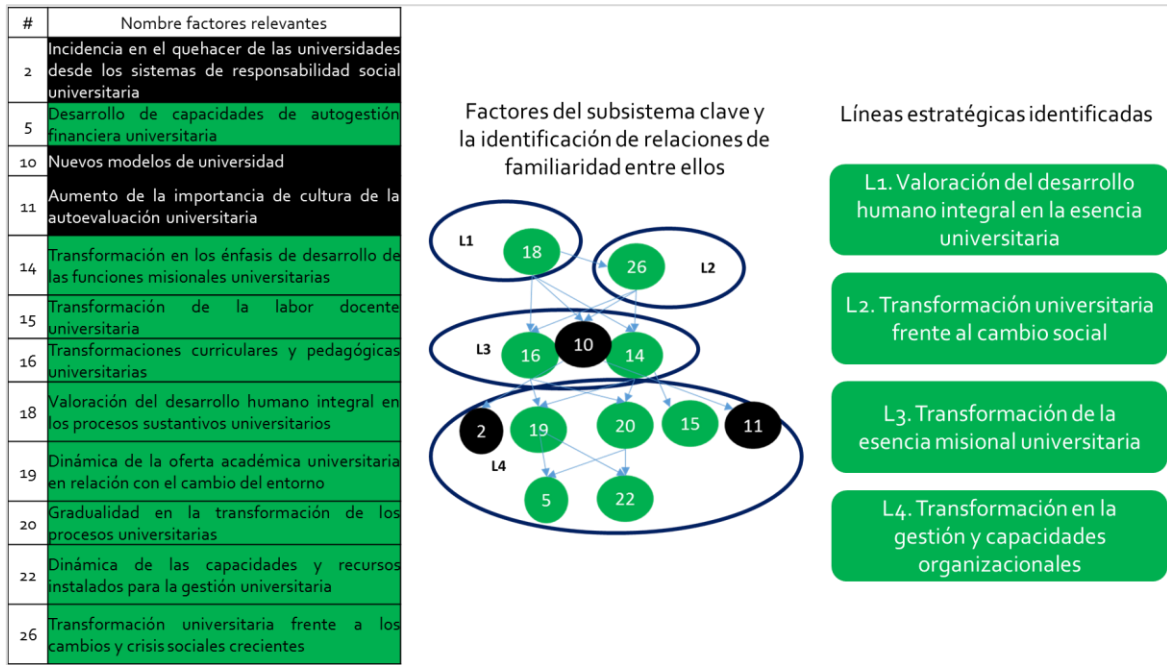 # Nombre factores relevantes
2
Incidencia en el quehacer de las universidades
desde los sistemas de responsabilidad social
universitaria
5
Desarrollo de capacidades de autogestión
financiera universitaria
10 Nuevos modelos de universidad
11
Aumento de la importancia de cultura de la
autoevaluación universitaria
14
Transformación en los énfasis de desarrollo de
las funciones misionales universitarias
15
Transformación de la labor docente
universitaria
16
Transformaciones curriculares y pedagógicas
universitarias
18
Valoración del desarrollo humano integral en
los procesos sustantivos universitarios
19
Dinámica de la oferta académica universitaria
en relación con el cambio del entorno
20
Gradualidad en la transformación de los
procesos universitarios
22
Dinámica de las capacidades y recursos
instalados para la gestión universitaria
26
Transformación universitaria frente a los
cambios y crisis sociales crecientes
Factores del subsistema clave y
la identificación de relaciones de
familiaridad entre ellos
L1
18
26
L2
L3
16
10
14
2
19
20
15
11
L4
5
22
Líneas estratégicas identificadas
L1. Valoración del desarrollo
humano integral en la esencia
universitaria
L2. Transformación universitaria
frente al cambio social
L3. Transformación de la
esencia misional universitaria
L4. Transformación en la
gestión y capacidades
organizacionales